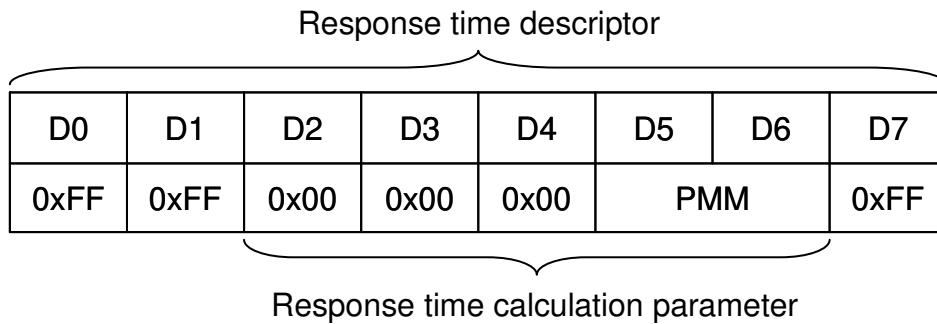 Response time descriptor
D0 D1 D2 D3 D4 D5 D6 D7
0xFF 0xFF 0x00 0x00 0x00 PMM 0xFF
Response time calculation parameter